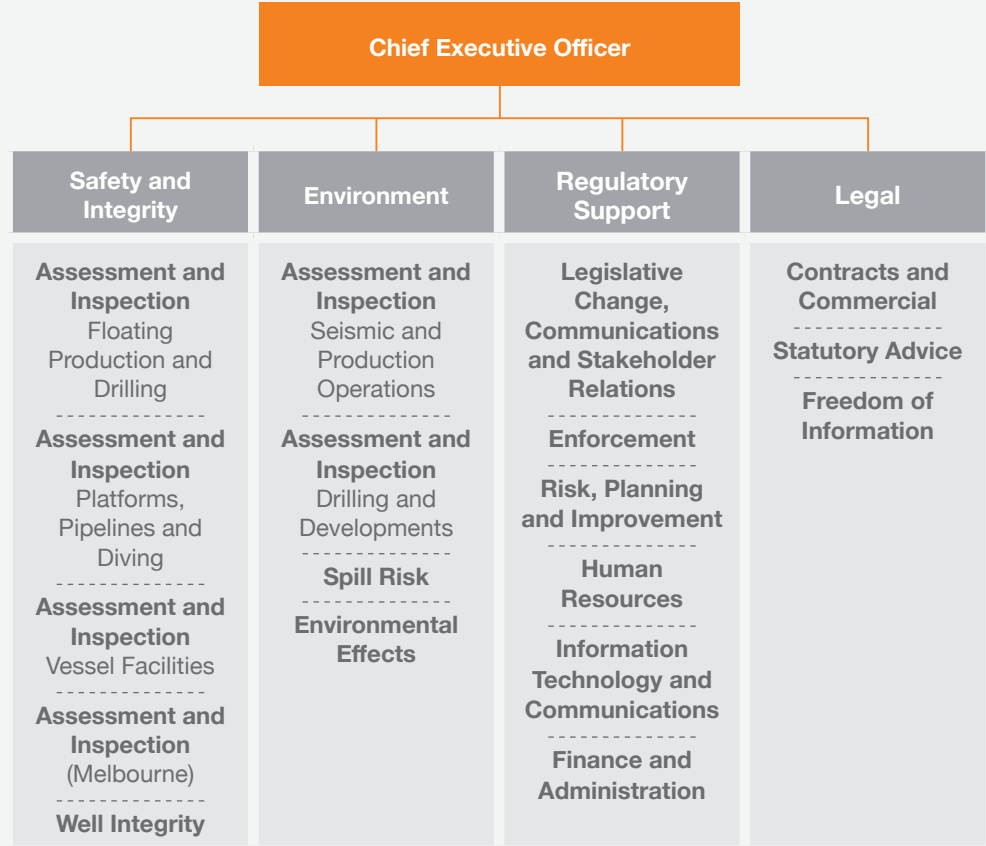 Chief Executive Officer
Safety and
Integrity
Environment
Regulatory
Support
Legal
Assessment and
Inspection
Floating
Production and
Drilling
Assessment and
Inspection
Platforms,
Pipelines and
Diving
Assessment and
Inspection
Vessel Facilities
Assessment and
Inspection
(Melbourne)
Well Integrity
Assessment and
Inspection
Seismic and
Production
Operations
Assessment and
Inspection
Drilling and
Developments
Spill Risk
Environmental
Effects
Legislative
Change,
Communications
and Stakeholder
Relations
Enforcement
Risk, Planning
and Improvement
Human
Resources
Information
Technology and
Communications
Finance and
Administration
Contracts and
Commercial
Statutory Advice
Freedom of
Information